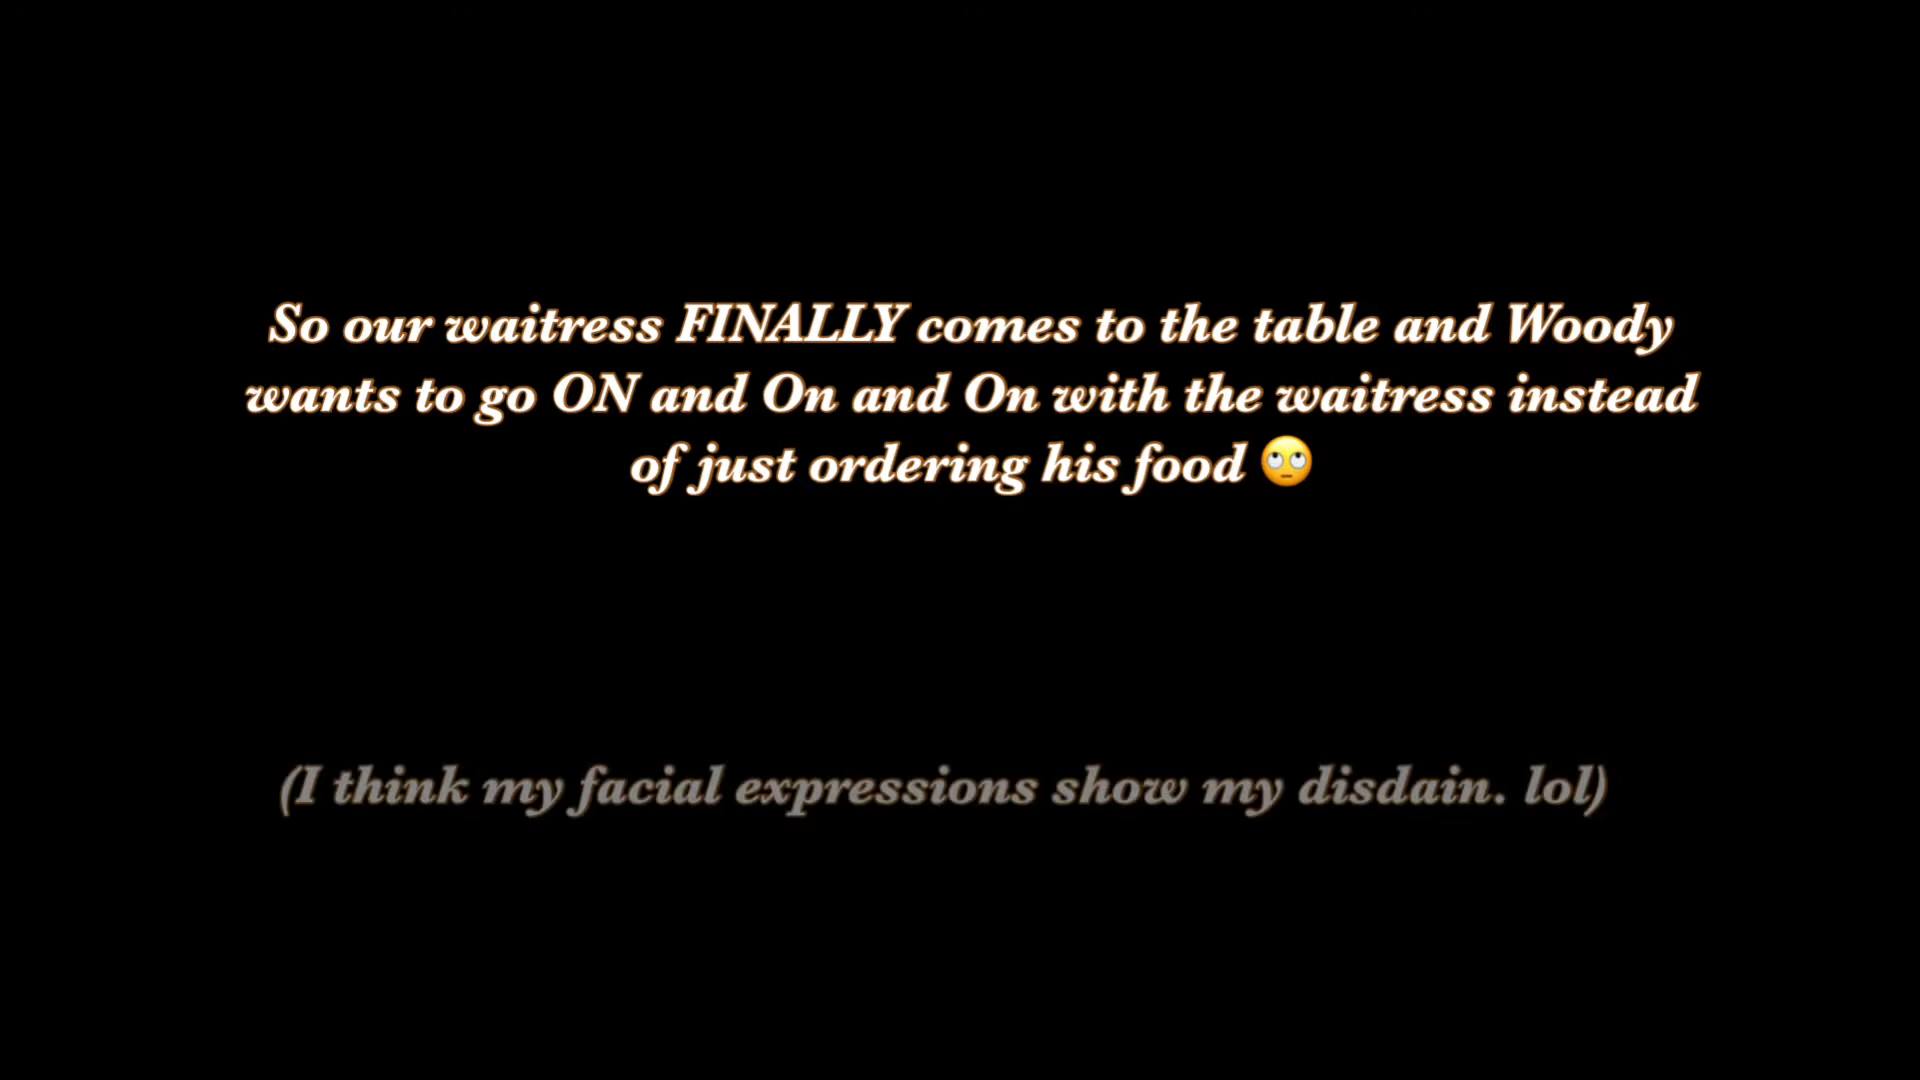 So our waitress FINALLY comes to the table and Woody
wants to go ON and On and On with the waitress instead
of just ordering his food 🙄
(I think my facial expressions show my disdain. lol)